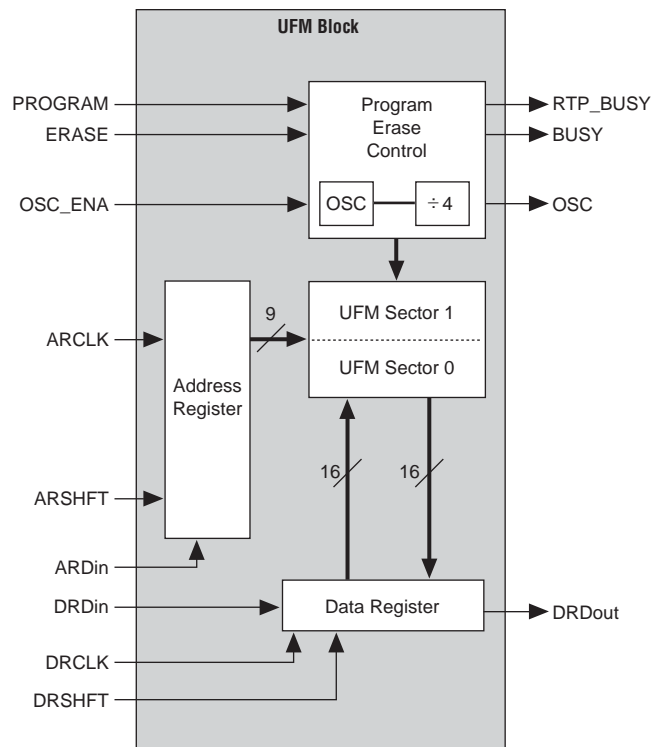 UFM Block
PROGRAM
ERASE
OSC_ENA
Program
Erase
Control
OSC
÷ 4
RTP_BUSY
BUSY
OSC
ARCLK
ARSHFT
ARDin
Address
Register
9
UFM Sector 1
UFM Sector 0
16
16
DRDin
DRCLK
DRSHFT
Data Register
DRDout